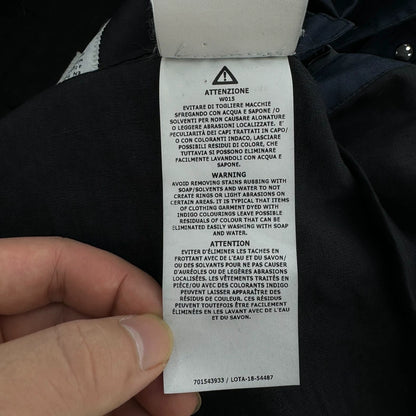 ATTENZIONE
W015
EVITARE DI TOGLIERE MACCHIE
SFREGANDO CON ACQUA E SAPONE /O
SOLVENTI PER NON CAUSARE ALONATURE
O LEGGERE ABRASIONI LOCALIZZATE. E'
PECULIARITA' DEI CAPI TRATTATI IN CAPO/
O CON COLORANTI INDACO, LASCIARE
POSSIBILI RESIDUI DI COLORE, CHE
TUTTAVIA SI POSSONO ELIMINARE
FACILMENTE LAVANDOLI CON ACQUA E
SAPONE.
WARNING
AVOID REMOVING STAINS RUBBING WITH
SOAP/SOLVENTS AND WATER TO NOT
CREATE RINGS OR LIGHT ABRASIONS ON
CERTAIN AREAS. IT IS TYPICAL THAT ITEMS
OF CLOTHING GARMENT DYED WITH
INDIGO COLOURINGS LEAVE POSSIBLE
RESIDUALS OF COLOUR THAT CAN BE
ELIMINATED EASILY WASHING WITH SOAP
AND WATER.
ATTENTION
EVITER D'ÉLIMINER LES TACHES EN
FROTTANT AVEC DE L'EAU ET DU SAVON/
OU DES SOLVANTS POUR NE PAS CAUSER
D'AURÉOLES OU DE LÉGÈRES ABRASIONS
LOCALISÉES. LES VÊTEMENTS TRAITÉS EN
PIÈCE/OU AVEC DES COLORANTS INDIGO
PEUVENT LAISSER APPARAÎTRE DES
RÉSIDUS DE COULEUR. CES RÉSIDUS
PEUVENT TOUTEFOIS ÊTRE FACILEMENT
ÉLIMINÉS EN LES LAVANT AVEC DE L'EAU
ET DU SAVON.
701543933 / LOTA-18-54487